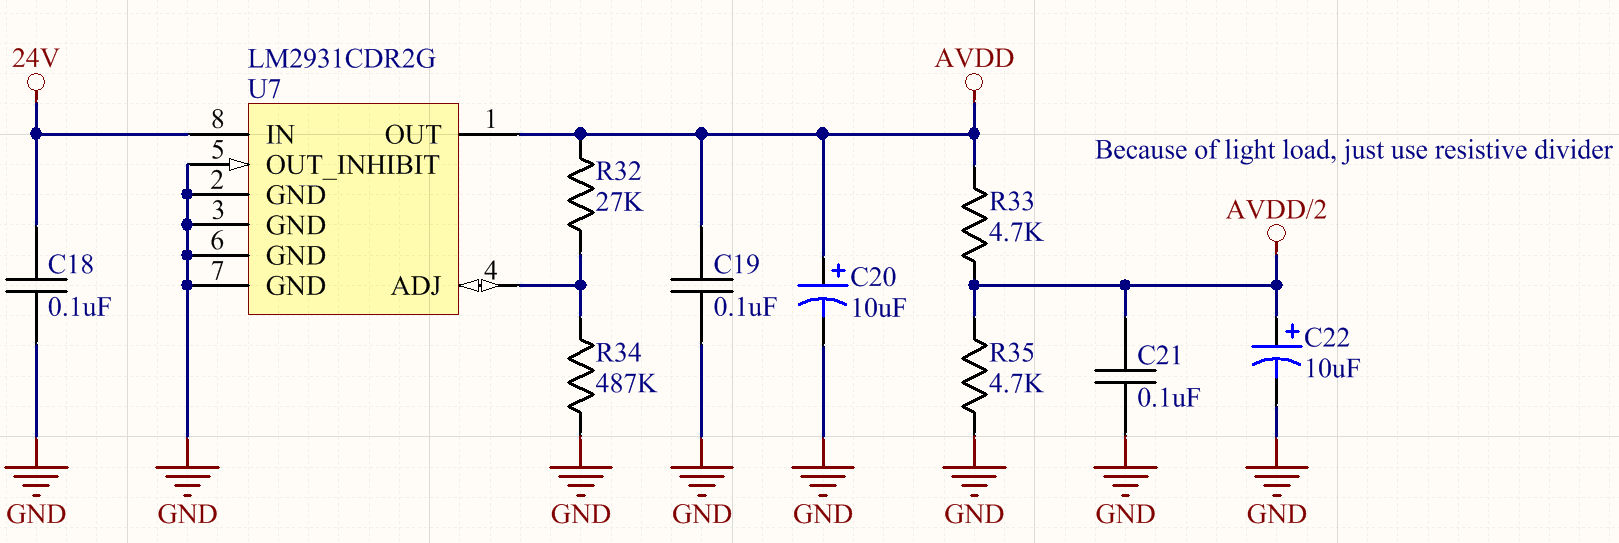 24V
LM2931CDR2G
U7
AVDD
8 IN OUT 1
5 OUT_INHIBIT
2 GND
3 GND
6 GND
7 GND ADJ 4
R32
27K
Because of light load, just use resistive divider
R33
4.7K
AVDD/2
C18
0.1uF
C19
0.1uF
+ C20
10uF
R34
487K
R35
4.7K
C21
0.1uF
+ C22
10uF
GND GND GND GND GND GND GND GND